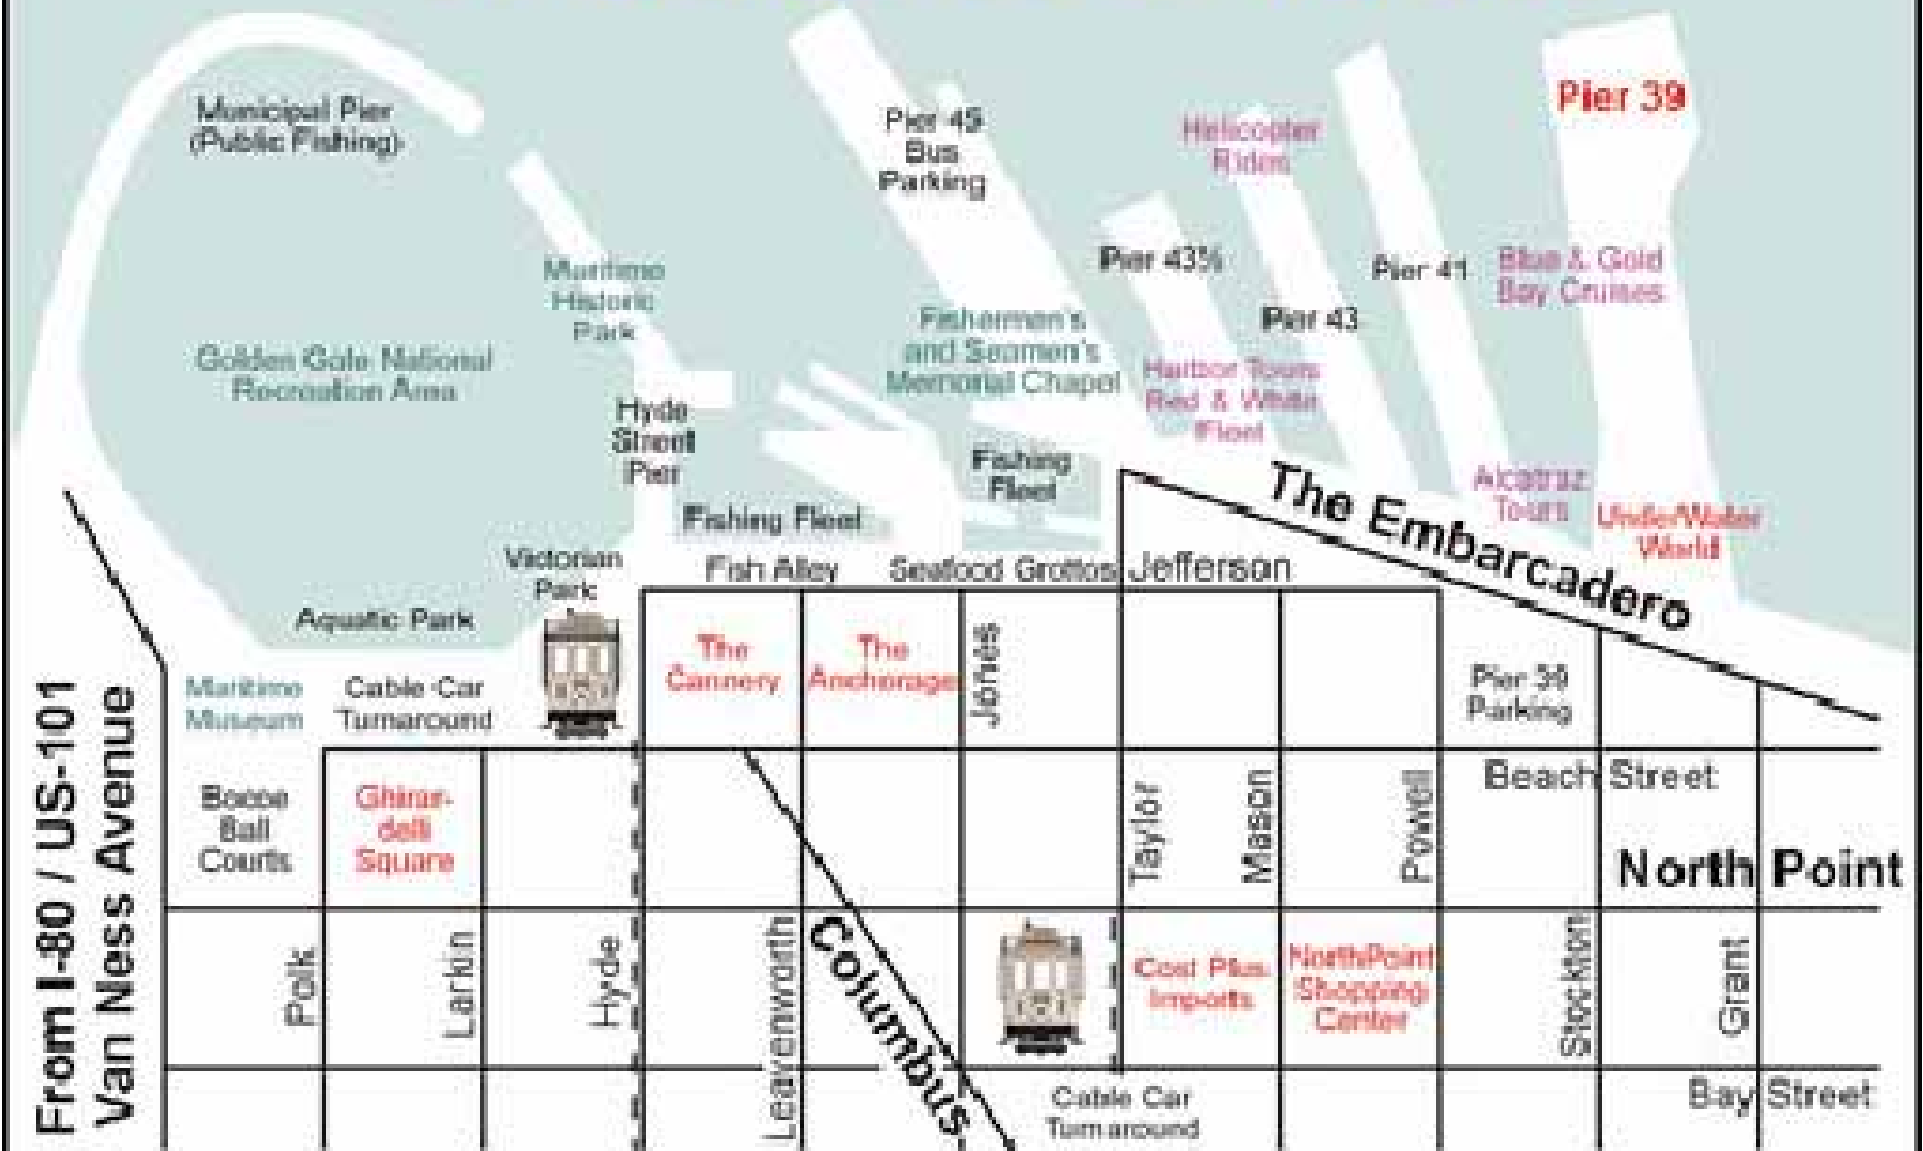 Municipal Pier
(Public Fishing)
Pier 45
Bus
Parking
Helicopter
Rides
Pier 39
Maritime
Historic
Park
Pier 43½
Pier 41
Blue & Gold
Bay Cruises
Pier 43
Golden Gate National
Recreation Area
Fishermen's
and Seamen's
Memorial Chapel
Harbor Tours
Red & White
Fleet
Hyde
Street
Pier
Fishing
Fleet
Fishing Fleet
The Embarcadero
Alcatraz
Tours
UnderWater
World
Victorian
Park
Fish Alley
Seafood Grottos
Jefferson
Aquatic Park
The
Cannery
The
Anchorage
Jones
Maritime
Museum
Cable Car
Turnaround
Pier 39
Parking
From I-80 / US-101
Van Ness Avenue
Beach Street
Bocce
Ball
Courts
Ghirar-
delli
Square
Taylor
Mason
Powell
North Point
Polk
Larkin
Hyde
Leavenworth
Columbus
Cost Plus
Imports
NorthPoint
Shopping
Center
Stockton
Grant
Cable Car
Turnaround
Bay Street